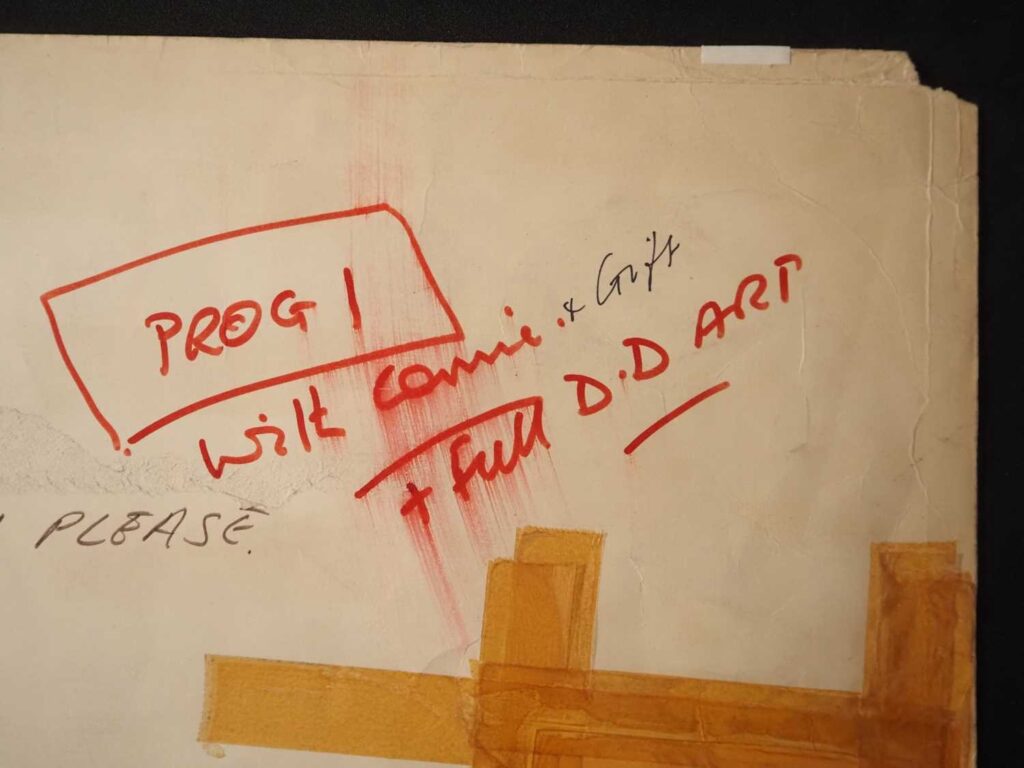 PROG 1
with comic. & Gift
+ Full D.D ART
PLEASE.